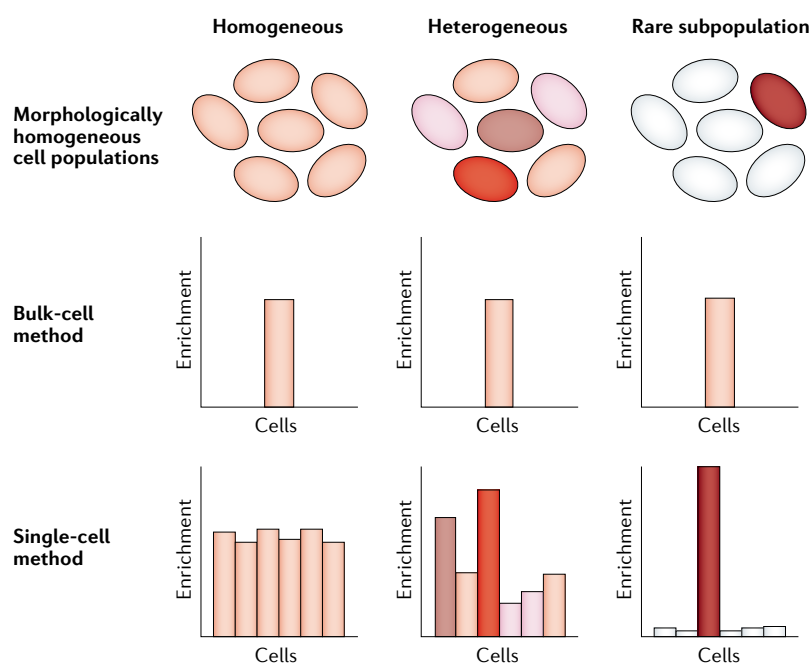 Homogeneous
Heterogeneous
Rare subpopulation
Morphologically
homogeneous
cell populations
Bulk-cell
method
Enrichment
Cells
Enrichment
Cells
Enrichment
Cells
Single-cell
method
Enrichment
Cells
Enrichment
Cells
Enrichment
Cells